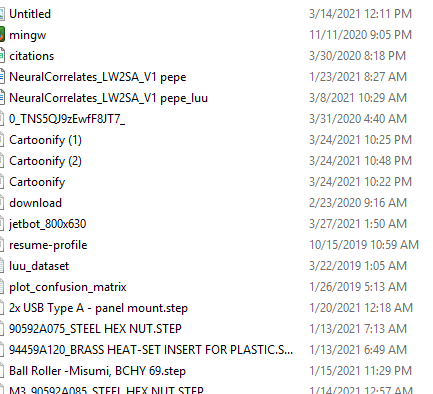 Untitled 3/14/2021 12:11 PM
mingw 11/11/2020 9:05 PM
citations 3/30/2020 8:18 PM
NeuralCorrelates_LW2SA_V1 pepe 1/23/2021 8:27 AM
NeuralCorrelates_LW2SA_V1 pepe_luu 3/8/2021 10:29 AM
0_TNS5QJ9zEwfF8JT7_ 3/31/2020 4:40 AM
Cartoonify (1) 3/24/2021 10:25 PM
Cartoonify (2) 3/24/2021 10:48 PM
Cartoonify 3/24/2021 10:22 PM
download 2/23/2020 9:16 AM
jetbot_800x630 3/27/2021 1:50 AM
resume-profile 10/15/2019 10:59 AM
luu_dataset 3/22/2019 1:05 AM
plot_confusion_matrix 1/26/2019 5:13 AM
2x USB Type A - panel mount.step 1/20/2021 12:18 AM
90592A075_STEEL HEX NUT.STEP 1/13/2021 7:13 AM
94459A120_BRASS HEAT-SET INSERT FOR PLASTIC.S... 1/13/2021 6:49 AM
Ball Roller -Misumi, BCHY 69.step 1/15/2021 11:29 PM
M3_90592A085_STEEL HEX NUT.STEP 1/14/2021 12:57 AM